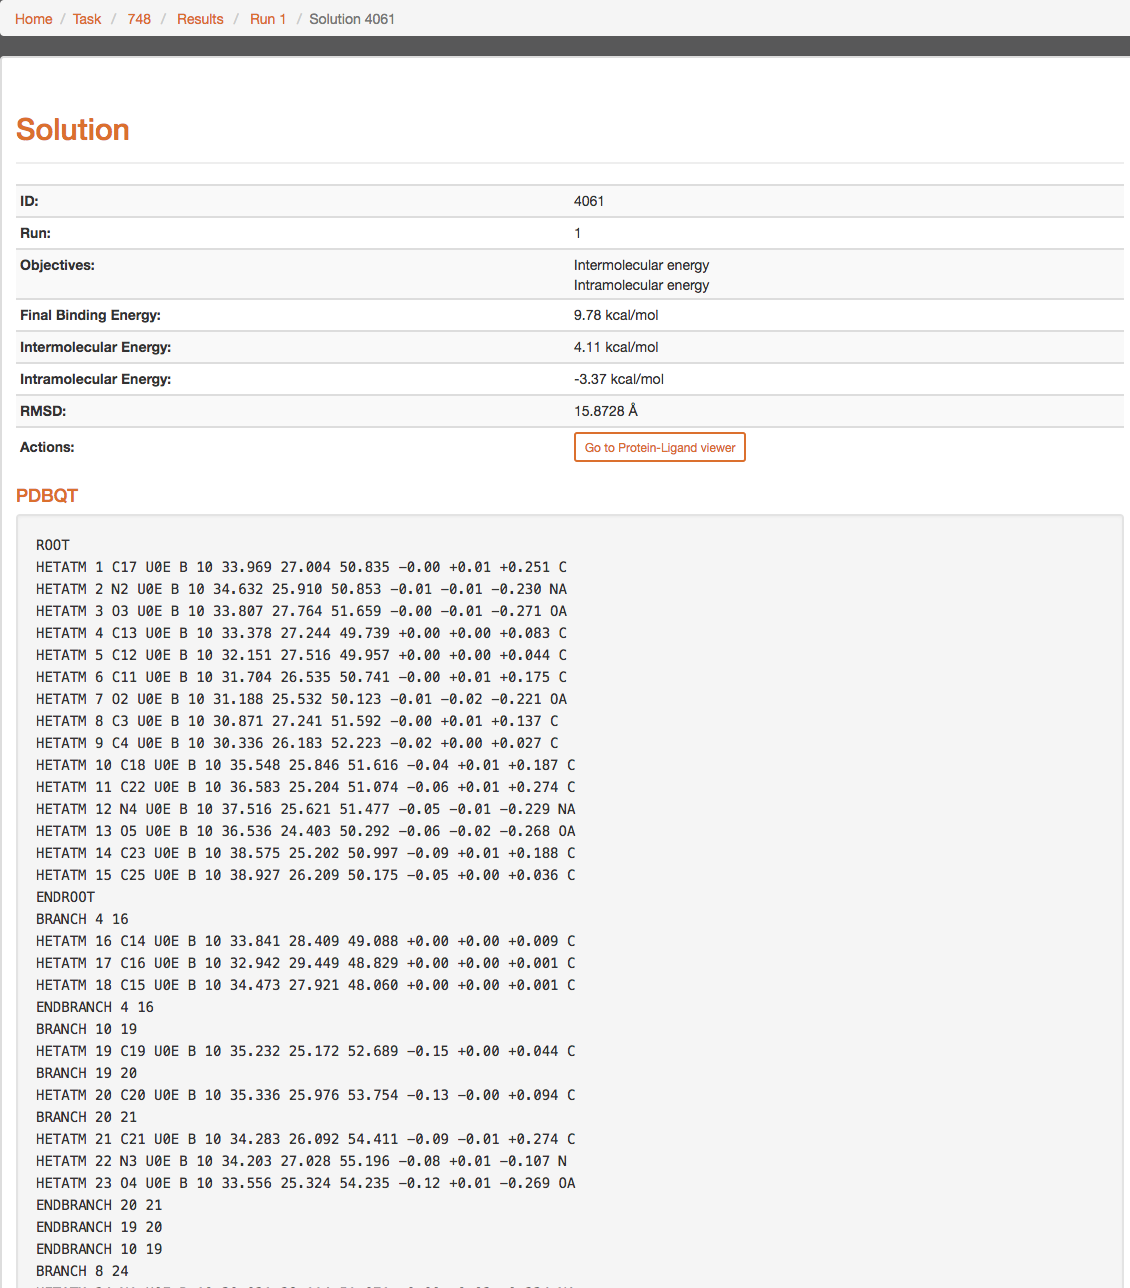 Home / Task / 748 / Results / Run 1 / Solution 4061
Solution
ID: 4061
Run: 1
Objectives: Intermolecular energy
Intramolecular energy
Final Binding Energy: 9.78 kcal/mol
Intermolecular Energy: 4.11 kcal/mol
Intramolecular Energy: -3.37 kcal/mol
RMSD: 15.8728 Å
Actions: Go to Protein-Ligand viewer
PDBQT
ROOT
HETATM 1 C17 U0E B 10 33.969 27.004 50.835 −0.00 +0.01 +0.251 C
HETATM 2 N2 U0E B 10 34.632 25.910 50.853 −0.01 −0.01 −0.230 NA
HETATM 3 O3 U0E B 10 33.807 27.764 51.659 −0.00 −0.01 −0.271 OA
HETATM 4 C13 U0E B 10 33.378 27.244 49.739 +0.00 +0.00 +0.083 C
HETATM 5 C12 U0E B 10 32.151 27.516 49.957 +0.00 +0.00 +0.044 C
HETATM 6 C11 U0E B 10 31.704 26.535 50.741 −0.00 +0.01 +0.175 C
HETATM 7 O2 U0E B 10 31.188 25.532 50.123 −0.01 −0.02 −0.221 OA
HETATM 8 C3 U0E B 10 30.871 27.241 51.592 −0.00 +0.01 +0.137 C
HETATM 9 C4 U0E B 10 30.336 26.183 52.223 −0.02 +0.00 +0.027 C
HETATM 10 C18 U0E B 10 35.548 25.846 51.616 −0.04 +0.01 +0.187 C
HETATM 11 C22 U0E B 10 36.583 25.204 51.074 −0.06 +0.01 +0.274 C
HETATM 12 N4 U0E B 10 37.516 25.621 51.477 −0.05 −0.01 −0.229 NA
HETATM 13 O5 U0E B 10 36.536 24.403 50.292 −0.06 −0.02 −0.268 OA
HETATM 14 C23 U0E B 10 38.575 25.202 50.997 −0.09 +0.01 +0.188 C
HETATM 15 C25 U0E B 10 38.927 26.209 50.175 −0.05 +0.00 +0.036 C
ENDROOT
BRANCH 4 16
HETATM 16 C14 U0E B 10 33.841 28.409 49.088 +0.00 +0.00 +0.009 C
HETATM 17 C16 U0E B 10 32.942 29.449 48.829 +0.00 +0.00 +0.001 C
HETATM 18 C15 U0E B 10 34.473 27.921 48.060 +0.00 +0.00 +0.001 C
ENDBRANCH 4 16
BRANCH 10 19
HETATM 19 C19 U0E B 10 35.232 25.172 52.689 −0.15 +0.00 +0.044 C
BRANCH 19 20
HETATM 20 C20 U0E B 10 35.336 25.976 53.754 −0.13 −0.00 +0.094 C
BRANCH 20 21
HETATM 21 C21 U0E B 10 34.283 26.092 54.411 −0.09 −0.01 +0.274 C
HETATM 22 N3 U0E B 10 34.203 27.028 55.196 −0.08 +0.01 −0.107 N
HETATM 23 O4 U0E B 10 33.556 25.324 54.235 −0.12 +0.01 −0.269 OA
ENDBRANCH 20 21
ENDBRANCH 19 20
ENDBRANCH 10 19
BRANCH 8 24